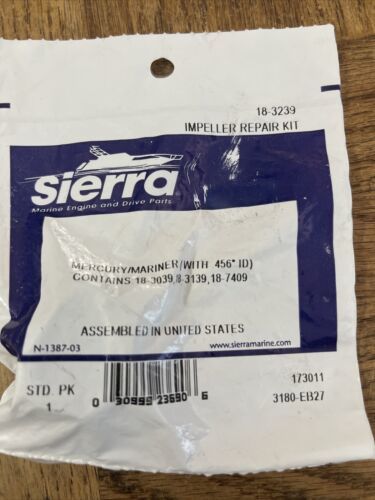 18-3239
IMPELLER REPAIR KIT
sierra
Marine Engine and Drive Parts
MERCURY/MARINER/WITH .456" ID)
CONTAINS 18-3039,8-3139,18-7409
ASSEMBLED IN UNITED STATES
N-1387-03
www.sierramarine.com
STD. PK
1
173011
3180-EB27
0 30999 23690 6